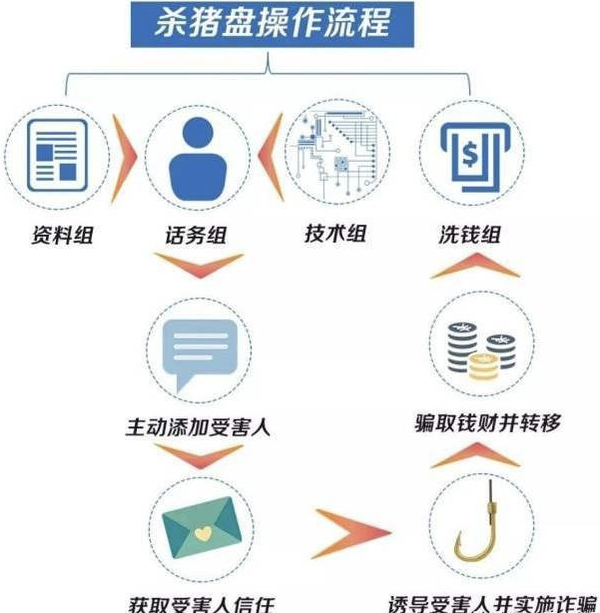 杀猪盘操作流程
资料组
话务组
技术组
洗钱组
$
主动添加受害人
骗取钱财并转移
获取受害人信任
诱导受害人并实施诈骗